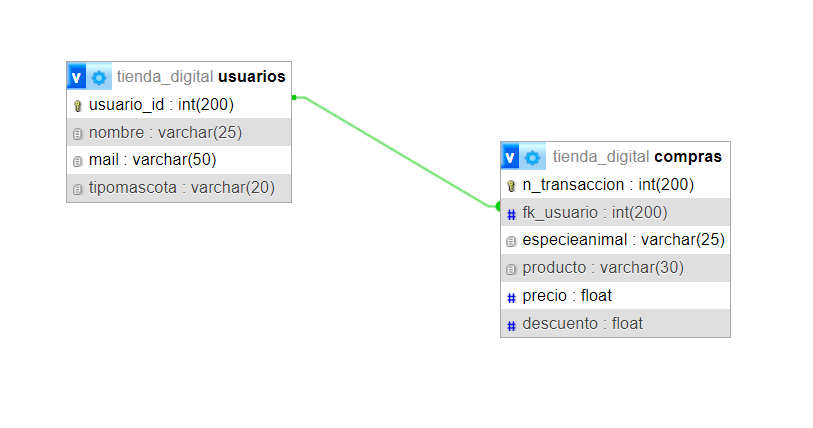 v tienda_digital usuarios
usuario_id : int(200)
nombre : varchar(25)
mail : varchar(50)
tipomascota : varchar(20)
v tienda_digital compras
n_transaccion : int(200)
# fk_usuario : int(200)
especieanimal : varchar(25)
producto : varchar(30)
# precio : float
# descuento : float